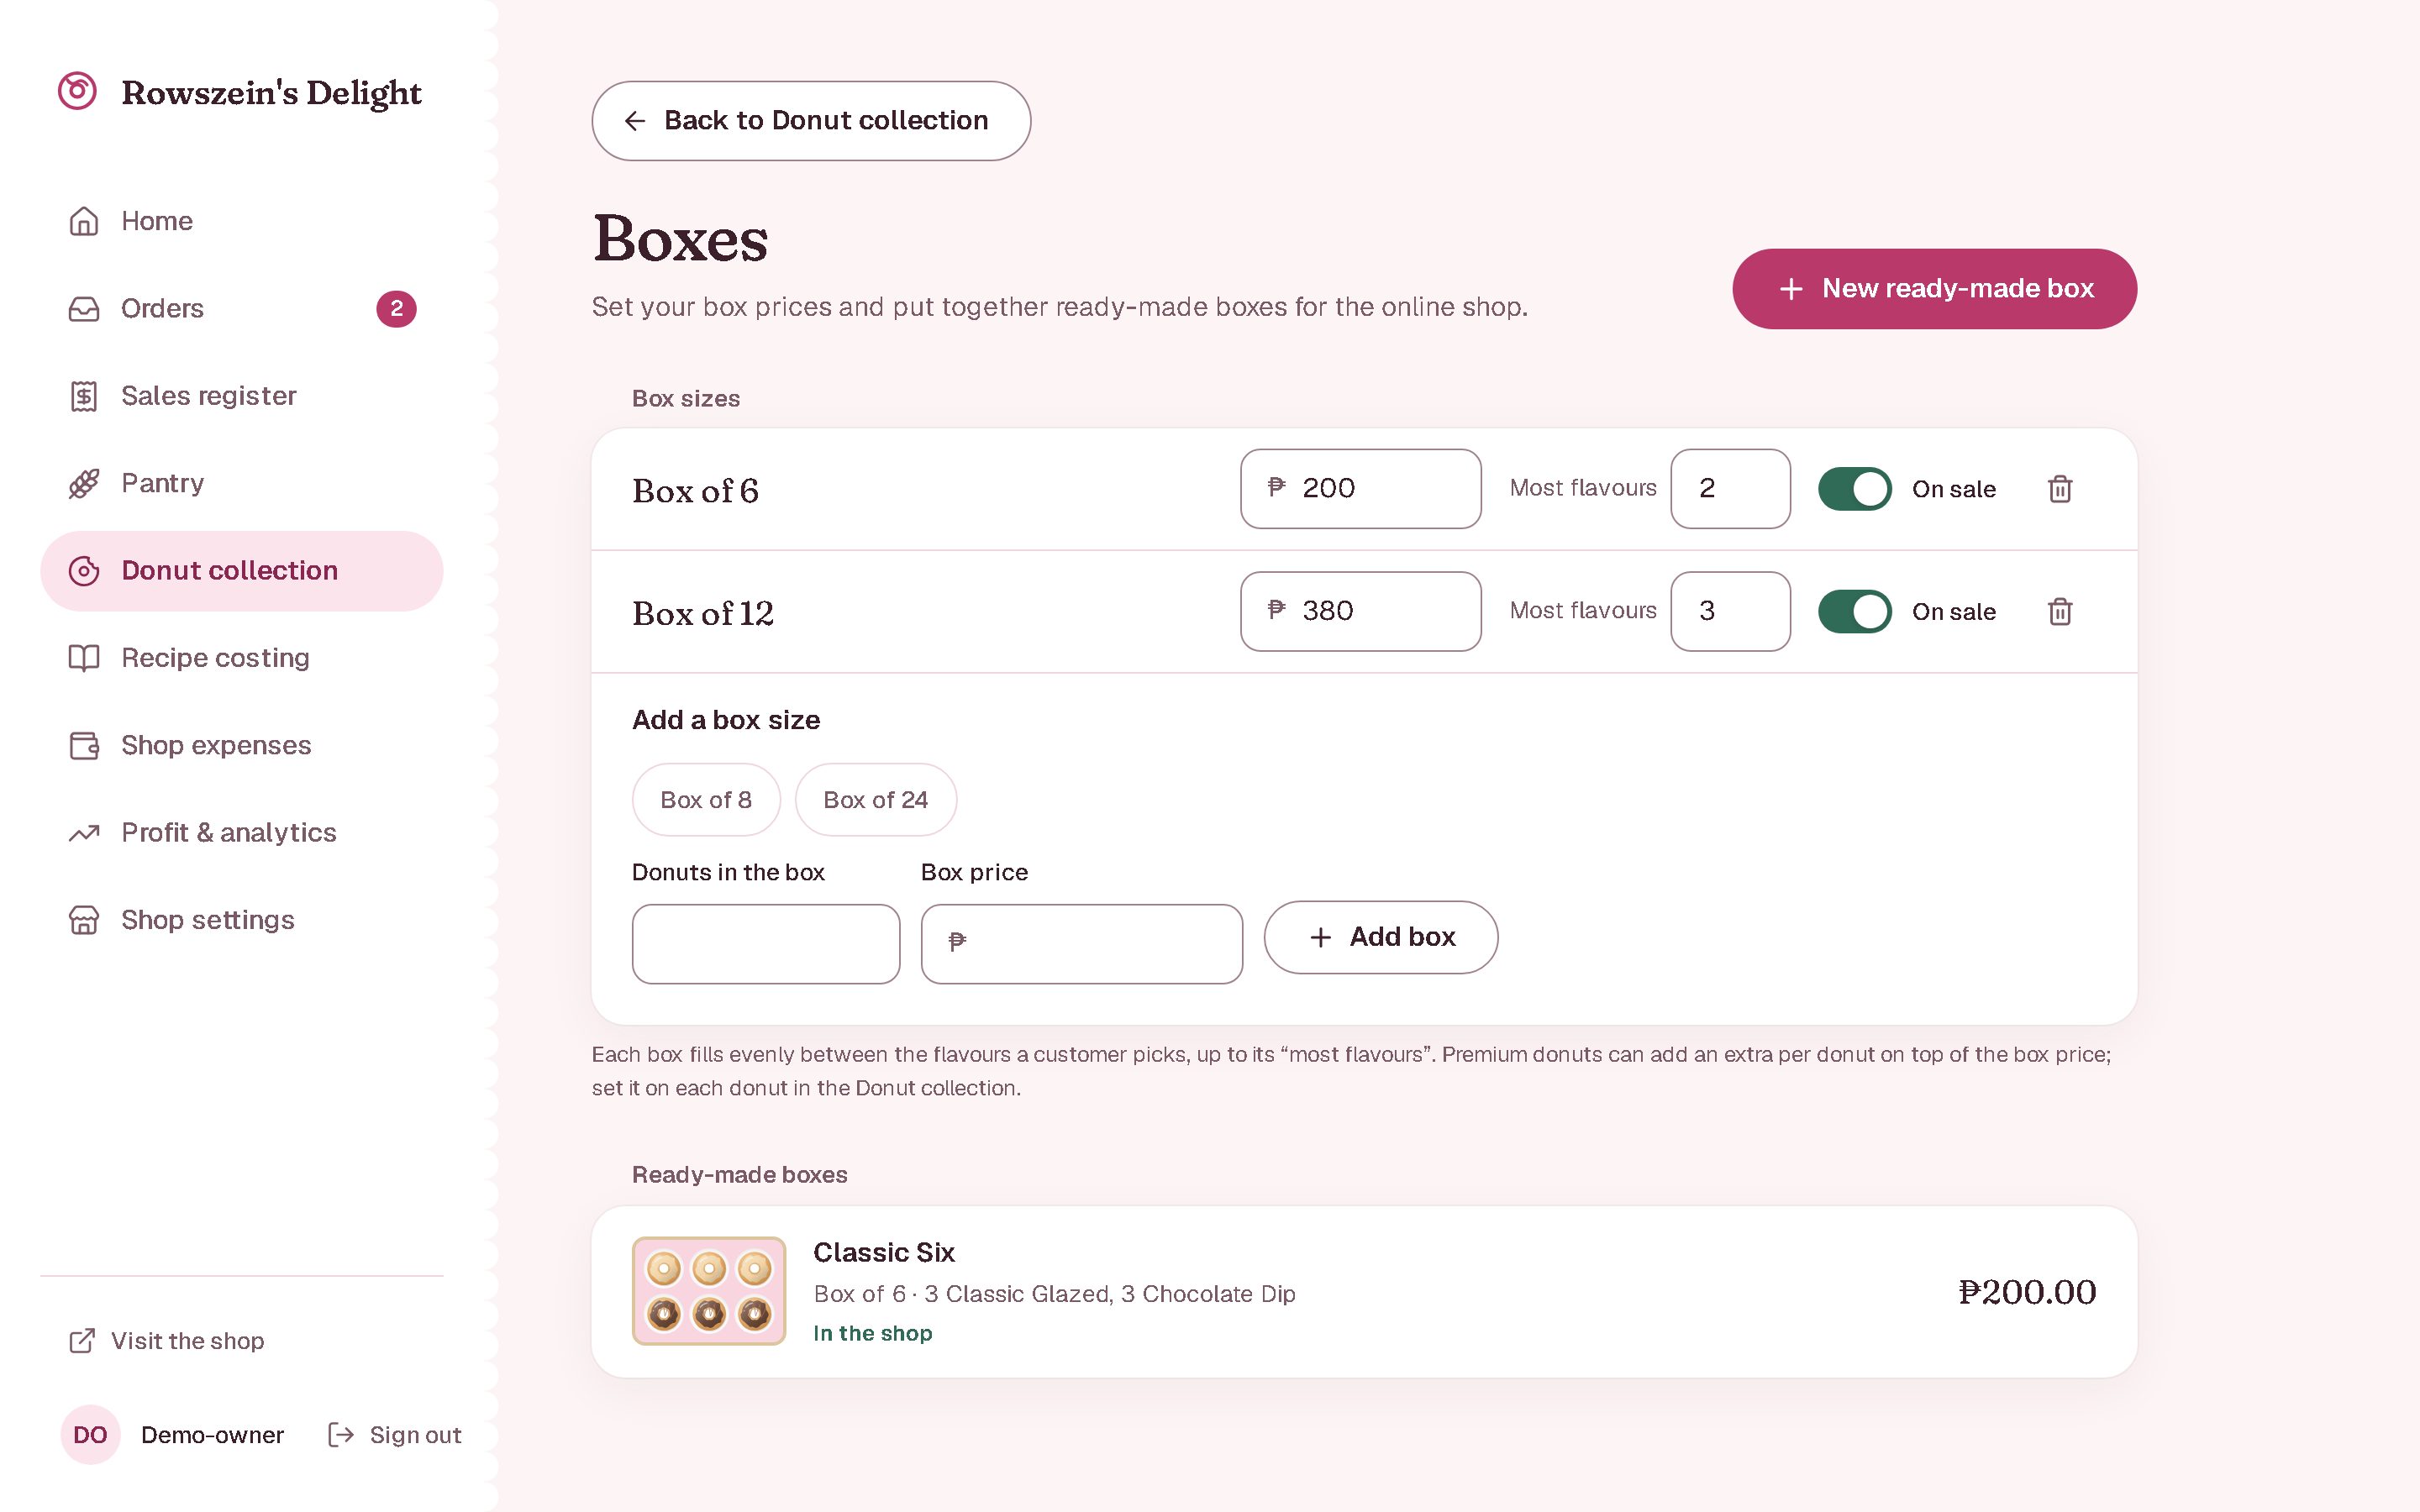 Rowszein's Delight
Home
Orders
2
Sales register
Pantry
Donut collection
Recipe costing
Shop expenses
Profit & analytics
Shop settings
Visit the shop
DO
Demo-owner
Sign out
Back to Donut collection
Boxes
Set your box prices and put together ready-made boxes for the online shop.
New ready-made box
Box sizes
Box of 6
₱ 200
Most flavours
2
On sale
Box of 12
₱ 380
Most flavours
3
On sale
Add a box size
Box of 8
Box of 24
Donuts in the box
Box price
₱
Add box
Each box fills evenly between the flavours a customer picks, up to its “most flavours”. Premium donuts can add an extra per donut on top of the box price;
set it on each donut in the Donut collection.
Ready-made boxes
Classic Six
Box of 6 · 3 Classic Glazed, 3 Chocolate Dip
In the shop
₱200.00